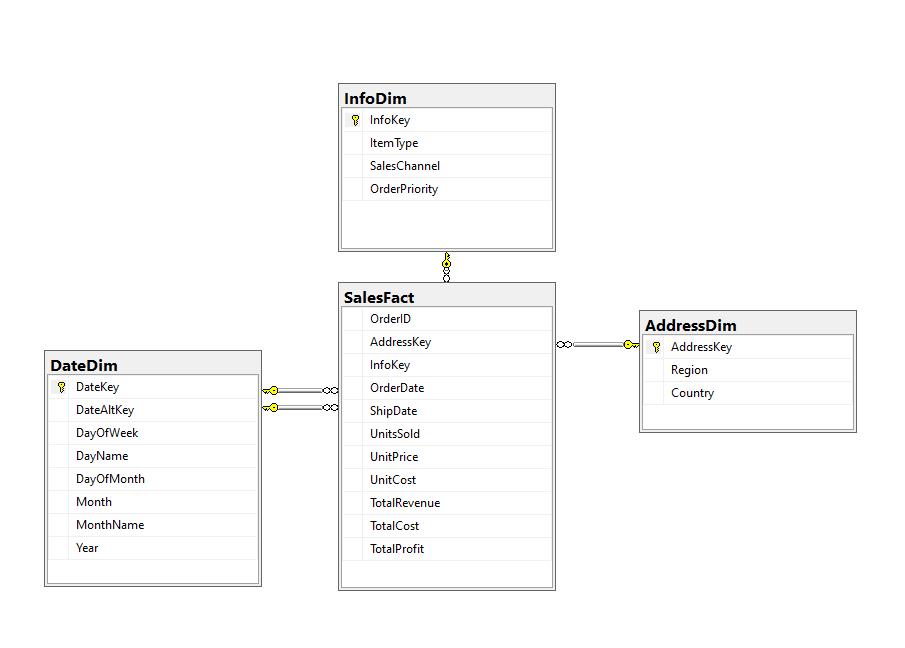 InfoDim
InfoKey
ItemType
SalesChannel
OrderPriority
SalesFact
OrderID
AddressKey
InfoKey
OrderDate
ShipDate
UnitsSold
UnitPrice
UnitCost
TotalRevenue
TotalCost
TotalProfit
AddressDim
AddressKey
Region
Country
DateDim
DateKey
DateAltKey
DayOfWeek
DayName
DayOfMonth
Month
MonthName
Year